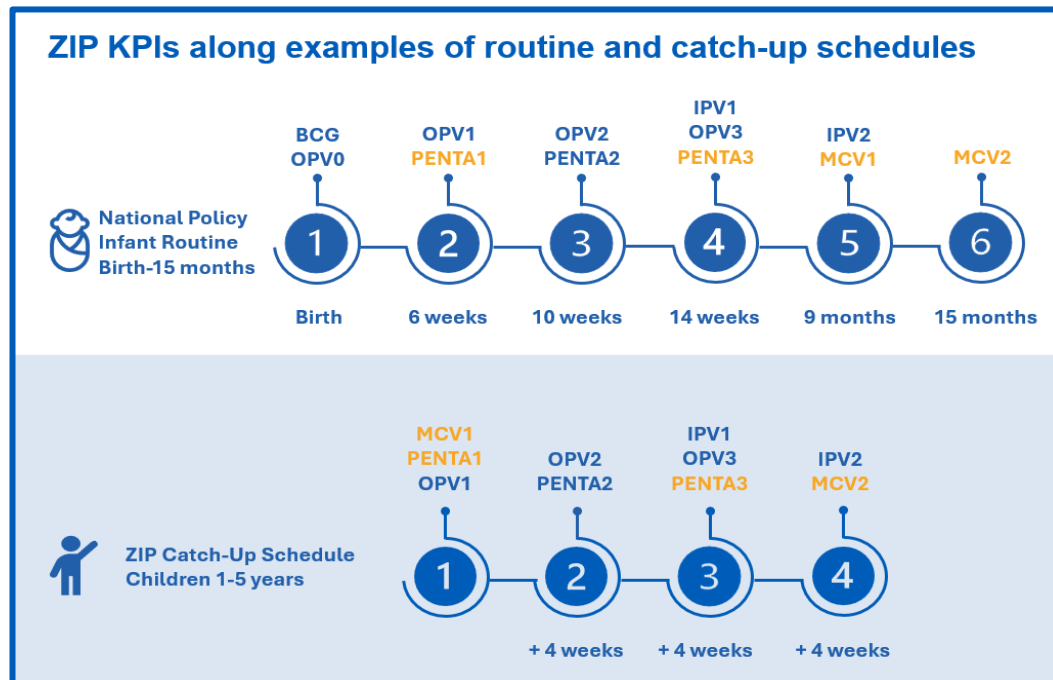 ZIP KPIs along examples of routine and catch-up schedules
BCG
OPV0
OPV1
PENTA1
OPV2
PENTA2
IPV1
OPV3
PENTA3
IPV2
MCV1
MCV2
National Policy
Infant Routine
Birth-15 months
1
2
3
4
5
6
Birth
6 weeks
10 weeks
14 weeks
9 months
15 months
MCV1
PENTA1
OPV1
OPV2
PENTA2
IPV1
OPV3
PENTA3
IPV2
MCV2
ZIP Catch-Up Schedule
Children 1-5 years
1
2
3
4
+ 4 weeks
+ 4 weeks
+ 4 weeks